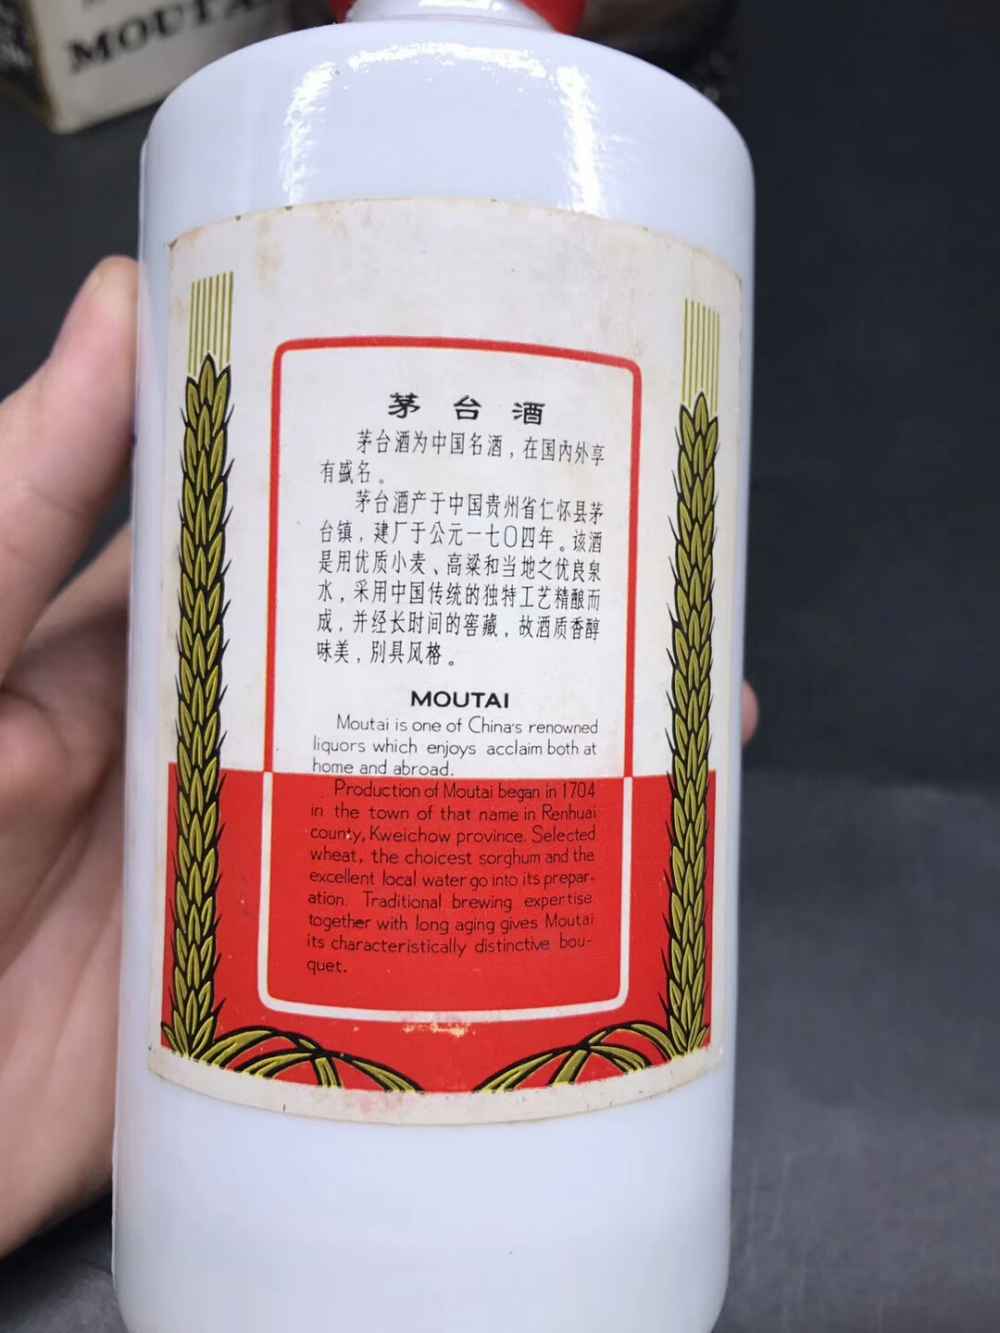 MOUTA
茅台酒
茅台酒为中国名酒，在国内外享
有盛名。
茅台酒产于中国贵州省仁怀县茅
台镇，建厂于公元一七〇四年。该酒
是用优质小麦、高粱和当地之优良泉
水，采用中国传统的独特工艺精酿而
成，并经长时间的窖藏，故酒质香醇
味美，别具风格。
MOUTAI
Moutai is one of China's renowned
liquors which enjoys acclaim both at
home and abroad.
Production of Moutai began in 1704
in the town of that name in Renhuai
county, Kweichow province. Selected
wheat, the choicest sorghum and the
excellent local water go into its prepar-
ation. Traditional brewing expertise
together with long aging gives Moutai
its characteristically distinctive bou-
quet.